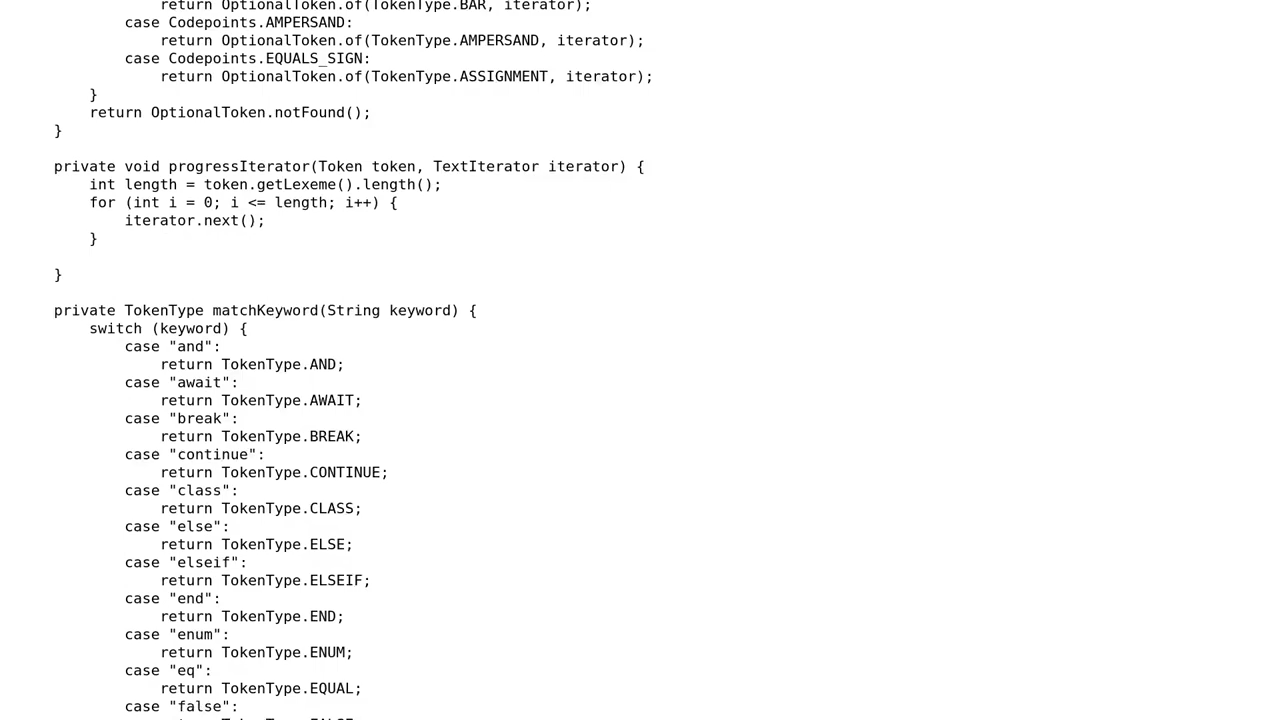 return OptionalToken.of(TokenType.BAR, iterator);
case Codepoints.AMPERSAND:
return OptionalToken.of(TokenType.AMPERSAND, iterator);
case Codepoints.EQUALS_SIGN:
return OptionalToken.of(TokenType.ASSIGNMENT, iterator);
}
return OptionalToken.notFound();
}
private void progressIterator(Token token, TextIterator iterator) {
int length = token.getLexeme().length();
for (int i = 0; i <= length; i++) {
iterator.next();
}
}
private TokenType matchKeyword(String keyword) {
switch (keyword) {
case "and":
return TokenType.AND;
case "await":
return TokenType.AWAIT;
case "break":
return TokenType.BREAK;
case "continue":
return TokenType.CONTINUE;
case "class":
return TokenType.CLASS;
case "else":
return TokenType.ELSE;
case "elseif":
return TokenType.ELSEIF;
case "end":
return TokenType.END;
case "enum":
return TokenType.ENUM;
case "eq":
return TokenType.EQUAL;
case "false":